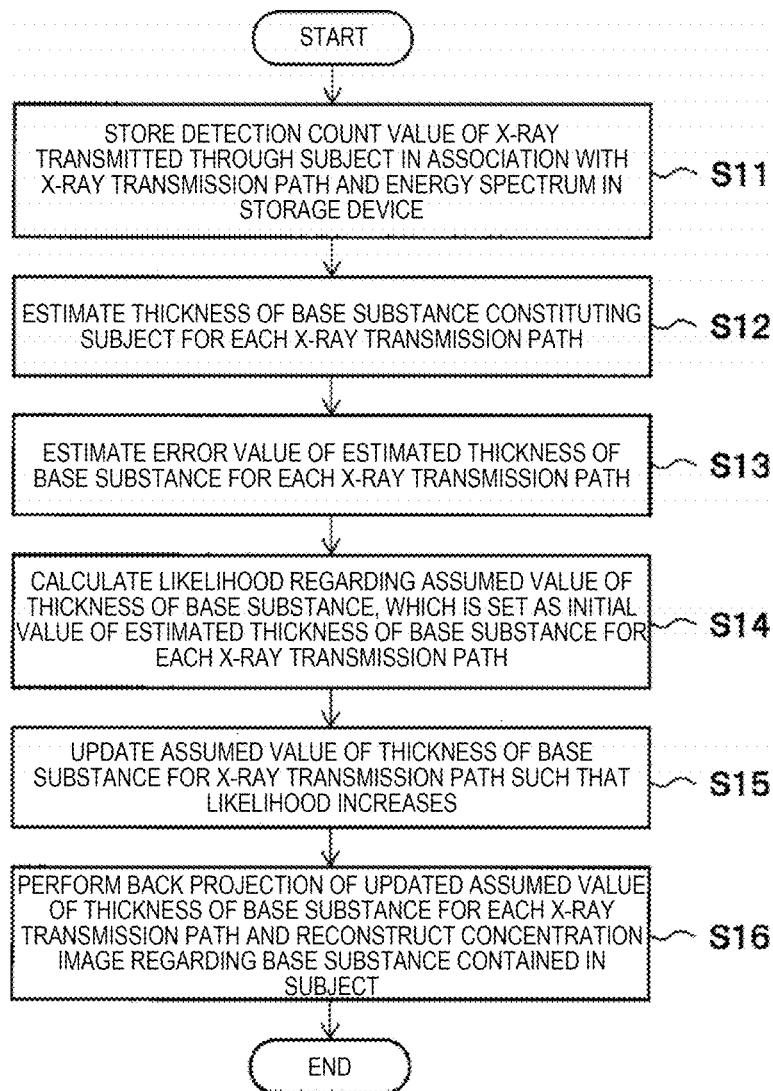 START
STORE DETECTION COUNT VALUE OF X-RAY
TRANSMITTED THROUGH SUBJECT IN ASSOCIATION WITH
X-RAY TRANSMISSION PATH AND ENERGY SPECTRUM IN
STORAGE DEVICE
S11
ESTIMATE THICKNESS OF BASE SUBSTANCE CONSTITUTING
SUBJECT FOR EACH X-RAY TRANSMISSION PATH
S12
ESTIMATE ERROR VALUE OF ESTIMATED THICKNESS OF
BASE SUBSTANCE FOR EACH X-RAY TRANSMISSION PATH
S13
CALCULATE LIKELIHOOD REGARDING ASSUMED VALUE OF
THICKNESS OF BASE SUBSTANCE, WHICH IS SET AS INITIAL
VALUE OF ESTIMATED THICKNESS OF BASE SUBSTANCE FOR
EACH X-RAY TRANSMISSION PATH
S14
UPDATE ASSUMED VALUE OF THICKNESS OF BASE
SUBSTANCE FOR X-RAY TRANSMISSION PATH SUCH THAT
LIKELIHOOD INCREASES
S15
PERFORM BACK PROJECTION OF UPDATED ASSUMED VALUE
OF THICKNESS OF BASE SUBSTANCE FOR EACH X-RAY
TRANSMISSION PATH AND RECONSTRUCT CONCENTRATION
IMAGE REGARDING BASE SUBSTANCE CONTAINED IN
SUBJECT
S16
END